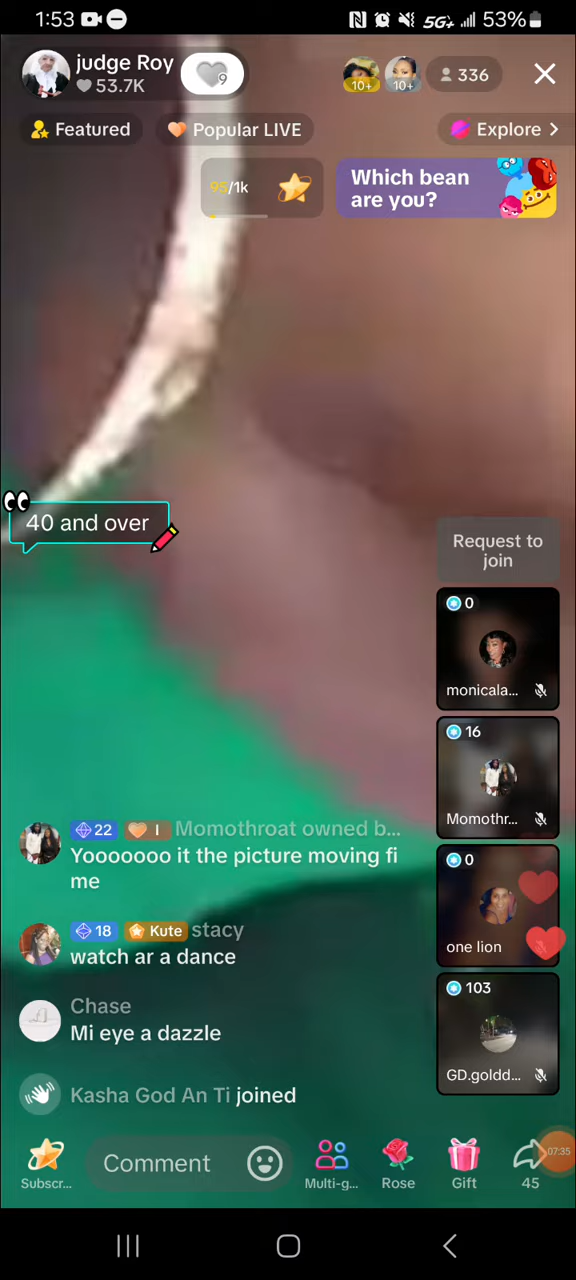 1:53
5G+
53%
judge Roy
53.7K
9
10+
10+
336
Featured
Popular LIVE
Explore >
95/1k
Which bean
are you?
40 and over
Request to
join
0
monicala...
16
Momothr...
0
one lion
103
GD.goldd...
22 I Momothroat owned b...
Yooooooo it the picture moving fi
me
18 Kute stacy
watch ar a dance
Chase
Mi eye a dazzle
Kasha God An Ti joined
Subscr...
Comment
Multi-g...
Rose
Gift
45
07:35